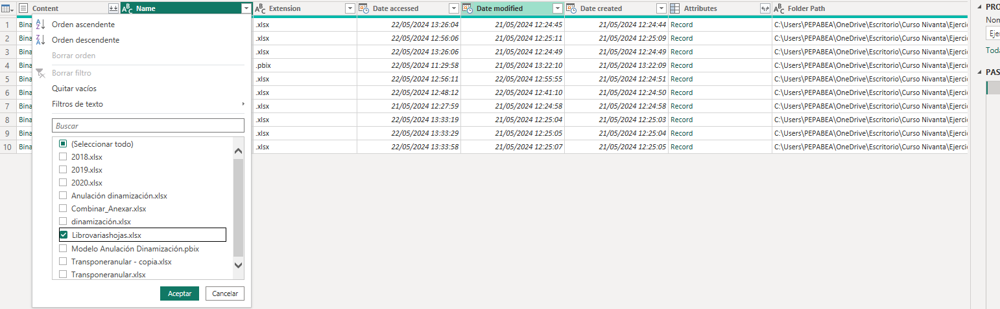 Content Name Extension Date accessed Date modified Date created Attributes Folder Path
PRO
Nom
Eje
Toda
PAS
1 Bina .xlsx 22/05/2024 13:26:04 21/05/2024 12:24:45 21/05/2024 12:24:44 Record C:\Users\PEPABEA\OneDrive\Escritorio\Curso Nivanta\Ejerci
2 Bina .xlsx 22/05/2024 12:56:06 21/05/2024 12:25:11 21/05/2024 12:25:09 Record C:\Users\PEPABEA\OneDrive\Escritorio\Curso Nivanta\Ejerci
3 Bina .xlsx 22/05/2024 13:26:06 21/05/2024 12:24:49 21/05/2024 12:24:49 Record C:\Users\PEPABEA\OneDrive\Escritorio\Curso Nivanta\Ejerci
4 Bina .pbix 22/05/2024 11:29:58 21/05/2024 13:22:10 21/05/2024 13:22:09 Record C:\Users\PEPABEA\OneDrive\Escritorio\Curso Nivanta\Ejerci
5 Bina .xlsx 22/05/2024 12:56:11 22/05/2024 12:55:55 21/05/2024 12:24:51 Record C:\Users\PEPABEA\OneDrive\Escritorio\Curso Nivanta\Ejerci
6 Bina .xlsx 22/05/2024 12:48:12 22/05/2024 12:41:10 21/05/2024 12:24:50 Record C:\Users\PEPABEA\OneDrive\Escritorio\Curso Nivanta\Ejerci
7 Bina .xlsx 21/05/2024 12:27:59 21/05/2024 12:24:58 21/05/2024 12:24:58 Record C:\Users\PEPABEA\OneDrive\Escritorio\Curso Nivanta\Ejerci
8 Bina .xlsx 22/05/2024 13:33:19 21/05/2024 12:25:04 21/05/2024 12:25:03 Record C:\Users\PEPABEA\OneDrive\Escritorio\Curso Nivanta\Ejerci
9 Bina .xlsx 22/05/2024 13:33:29 21/05/2024 12:25:05 21/05/2024 12:25:04 Record C:\Users\PEPABEA\OneDrive\Escritorio\Curso Nivanta\Ejerci
10 Bina .xlsx 22/05/2024 13:33:58 21/05/2024 12:25:07 21/05/2024 12:25:05 Record C:\Users\PEPABEA\OneDrive\Escritorio\Curso Nivanta\Ejerci
Orden ascendente
Orden descendente
Borrar orden
Borrar filtro
Quitar vacíos
Filtros de texto
Buscar
(Seleccionar todo)
2018.xlsx
2019.xlsx
2020.xlsx
Anulación dinamización.xlsx
Combinar_Anexar.xlsx
dinamización.xlsx
Librovariashojas.xlsx
Modelo Anulación Dinamización.pbix
Transponeranular - copia.xlsx
Transponeranular.xlsx
Aceptar Cancelar